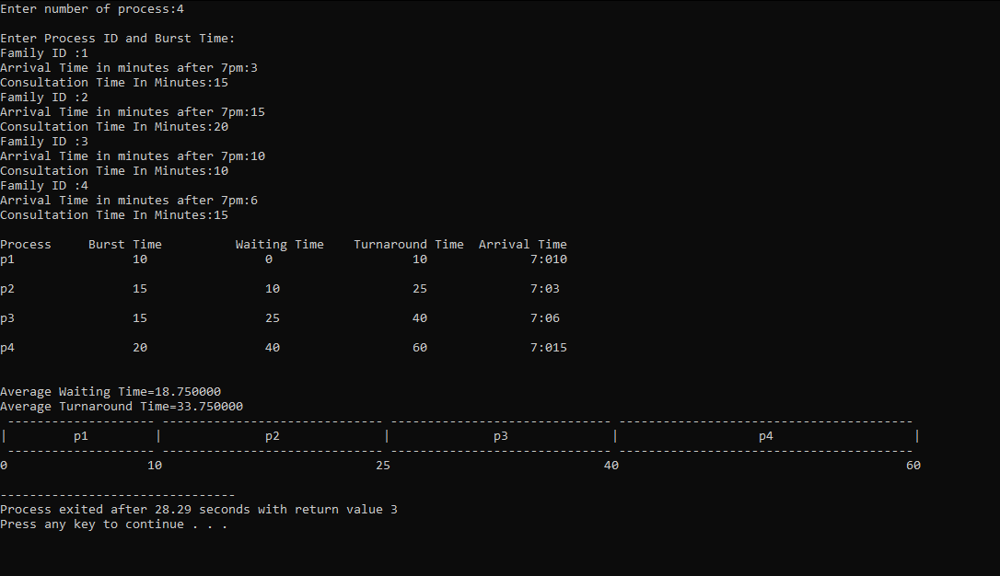 Enter number of process:4
Enter Process ID and Burst Time:
Family ID :1
Arrival Time in minutes after 7pm:3
Consultation Time In Minutes:15
Family ID :2
Arrival Time in minutes after 7pm:15
Consultation Time In Minutes:20
Family ID :3
Arrival Time in minutes after 7pm:10
Consultation Time In Minutes:10
Family ID :4
Arrival Time in minutes after 7pm:6
Consultation Time In Minutes:15
Process Burst Time Waiting Time Turnaround Time Arrival Time
p1 10 0 10 7:010
p2 15 10 25 7:03
p3 15 25 40 7:06
p4 20 40 60 7:015
Average Waiting Time=18.750000
Average Turnaround Time=33.750000
-------------------- ------------------------------ ------------------------------ ----------------------------------------
| p1 | p2 | p3 | p4 |
-------------------- ------------------------------ ------------------------------ ----------------------------------------
0 10 25 40 60
--------------------------------
Process exited after 28.29 seconds with return value 3
Press any key to continue . . .